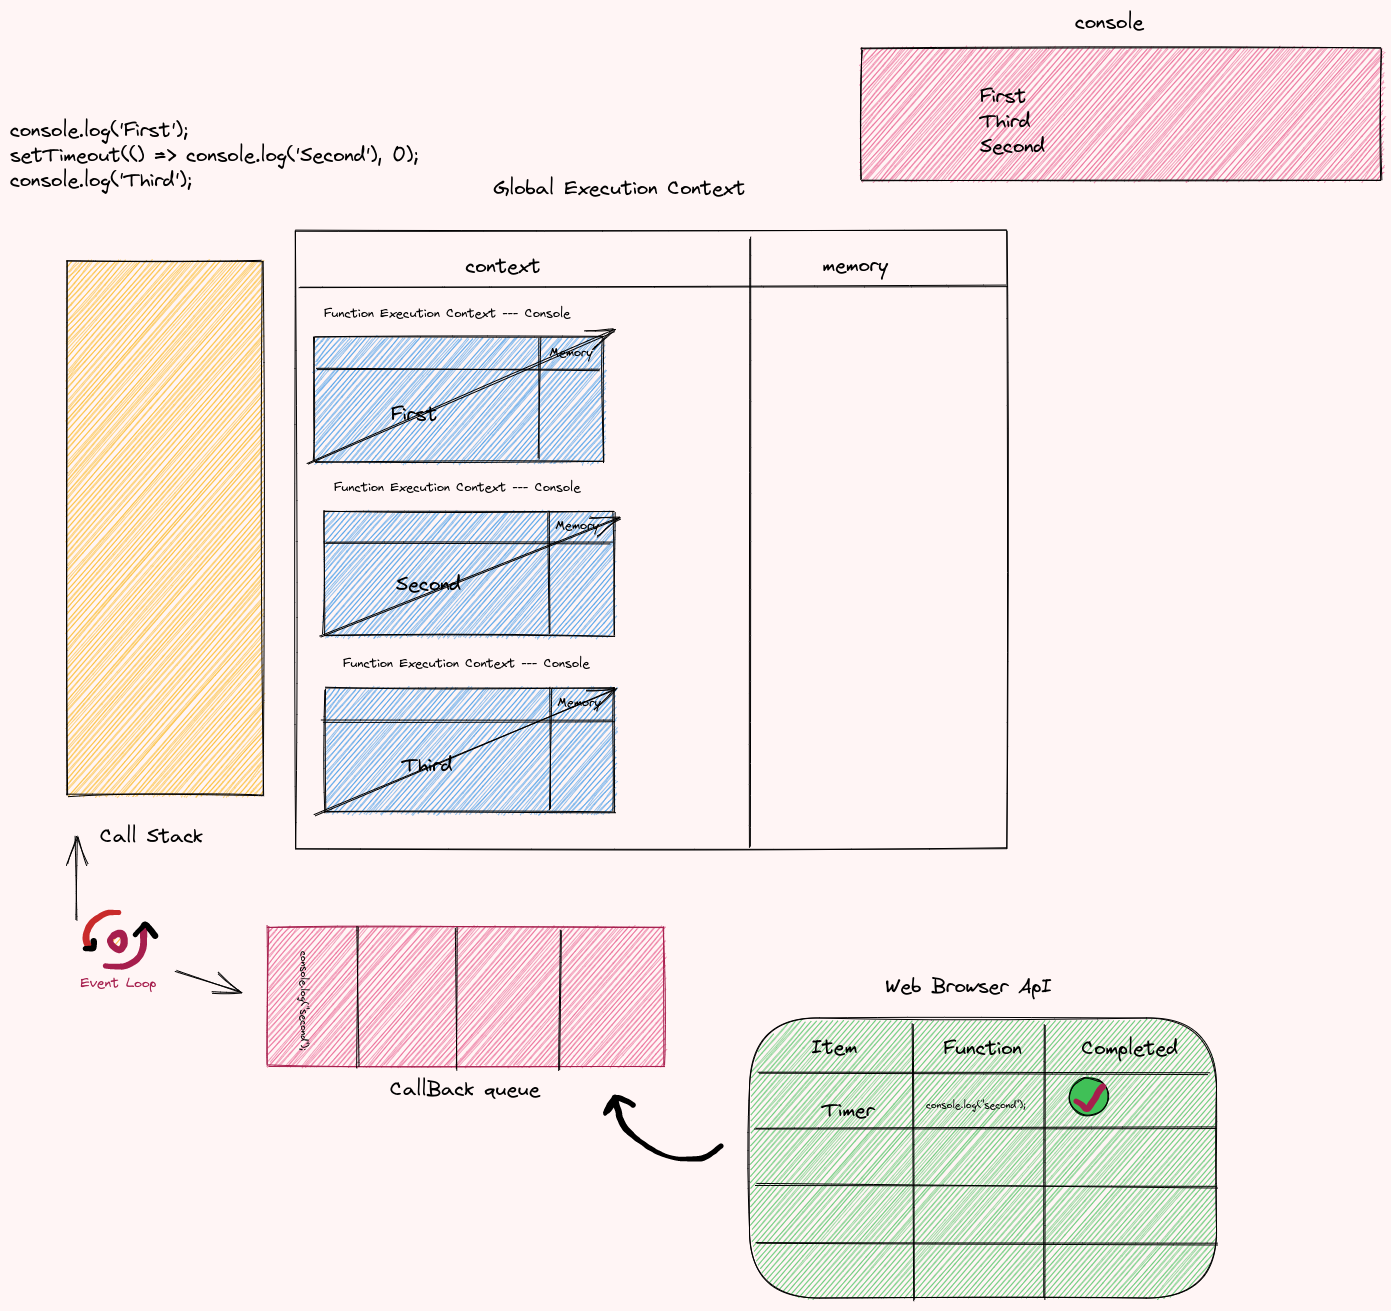 console
First
Third
Second
console.log('First');
setTimeout(() => console.log('Second'), 0);
console.log('Third');
Global Execution Context
context
memory
Function Execution Context --- Console
Memory
First
Function Execution Context --- Console
Memory
Second
Function Execution Context --- Console
Memory
Third
Call Stack
Event Loop
console.log("second");
CallBack queue
Web Browser ApI
Item
Function
Completed
Timer
console.log("second");